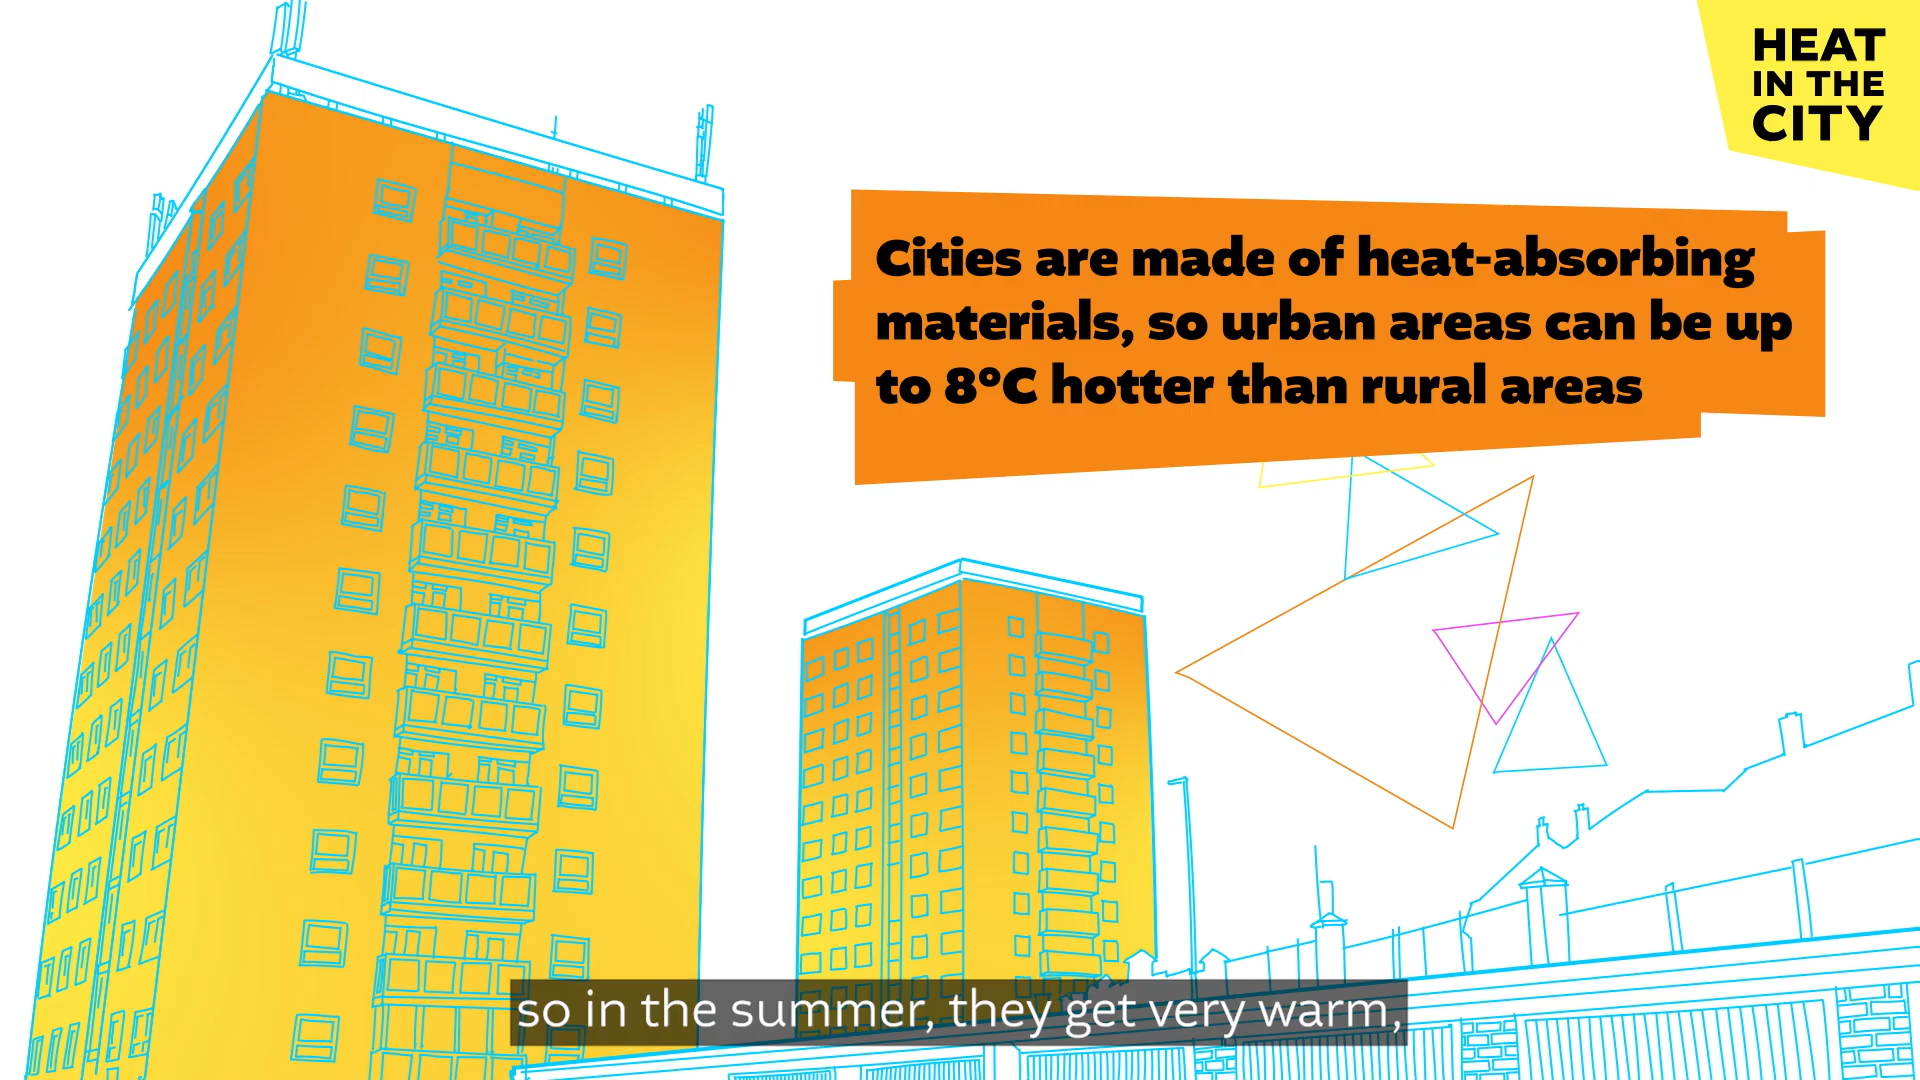 HEAT
IN THE
CITY
Cities are made of heat-absorbing
materials, so urban areas can be up
to 8°C hotter than rural areas
so in the summer, they get very warm,